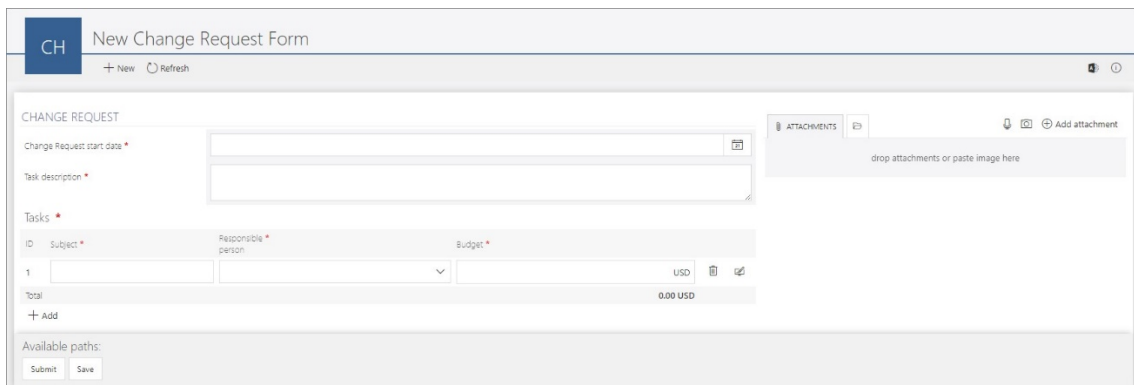 CH
New Change Request Form
New Refresh
CHANGE REQUEST
Change Request start date *
Task description *
Tasks *
ID Subject * Responsible * person Budget *
1 USD
Total 0.00 USD
Add
ATTACHMENTS Add attachment
drop attachments or paste image here
Available paths:
Submit Save